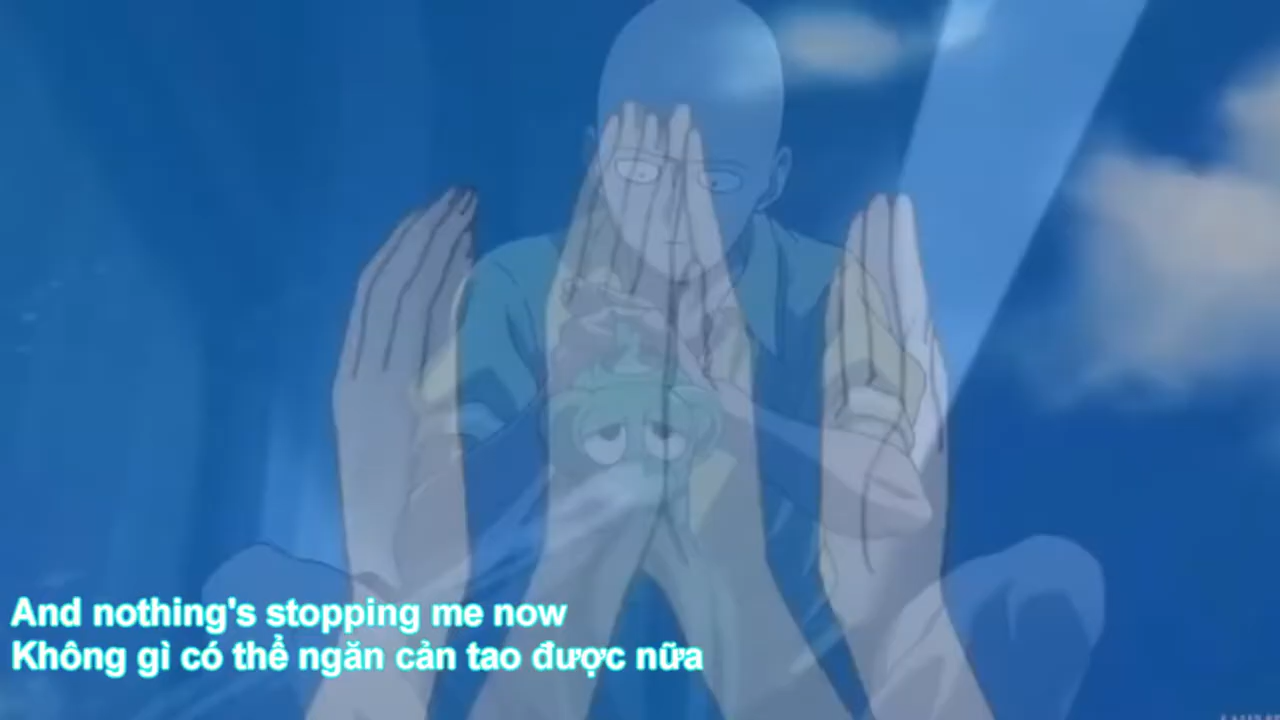 And nothing's stopping me now
Không gì có thể ngăn cản tao được nữa